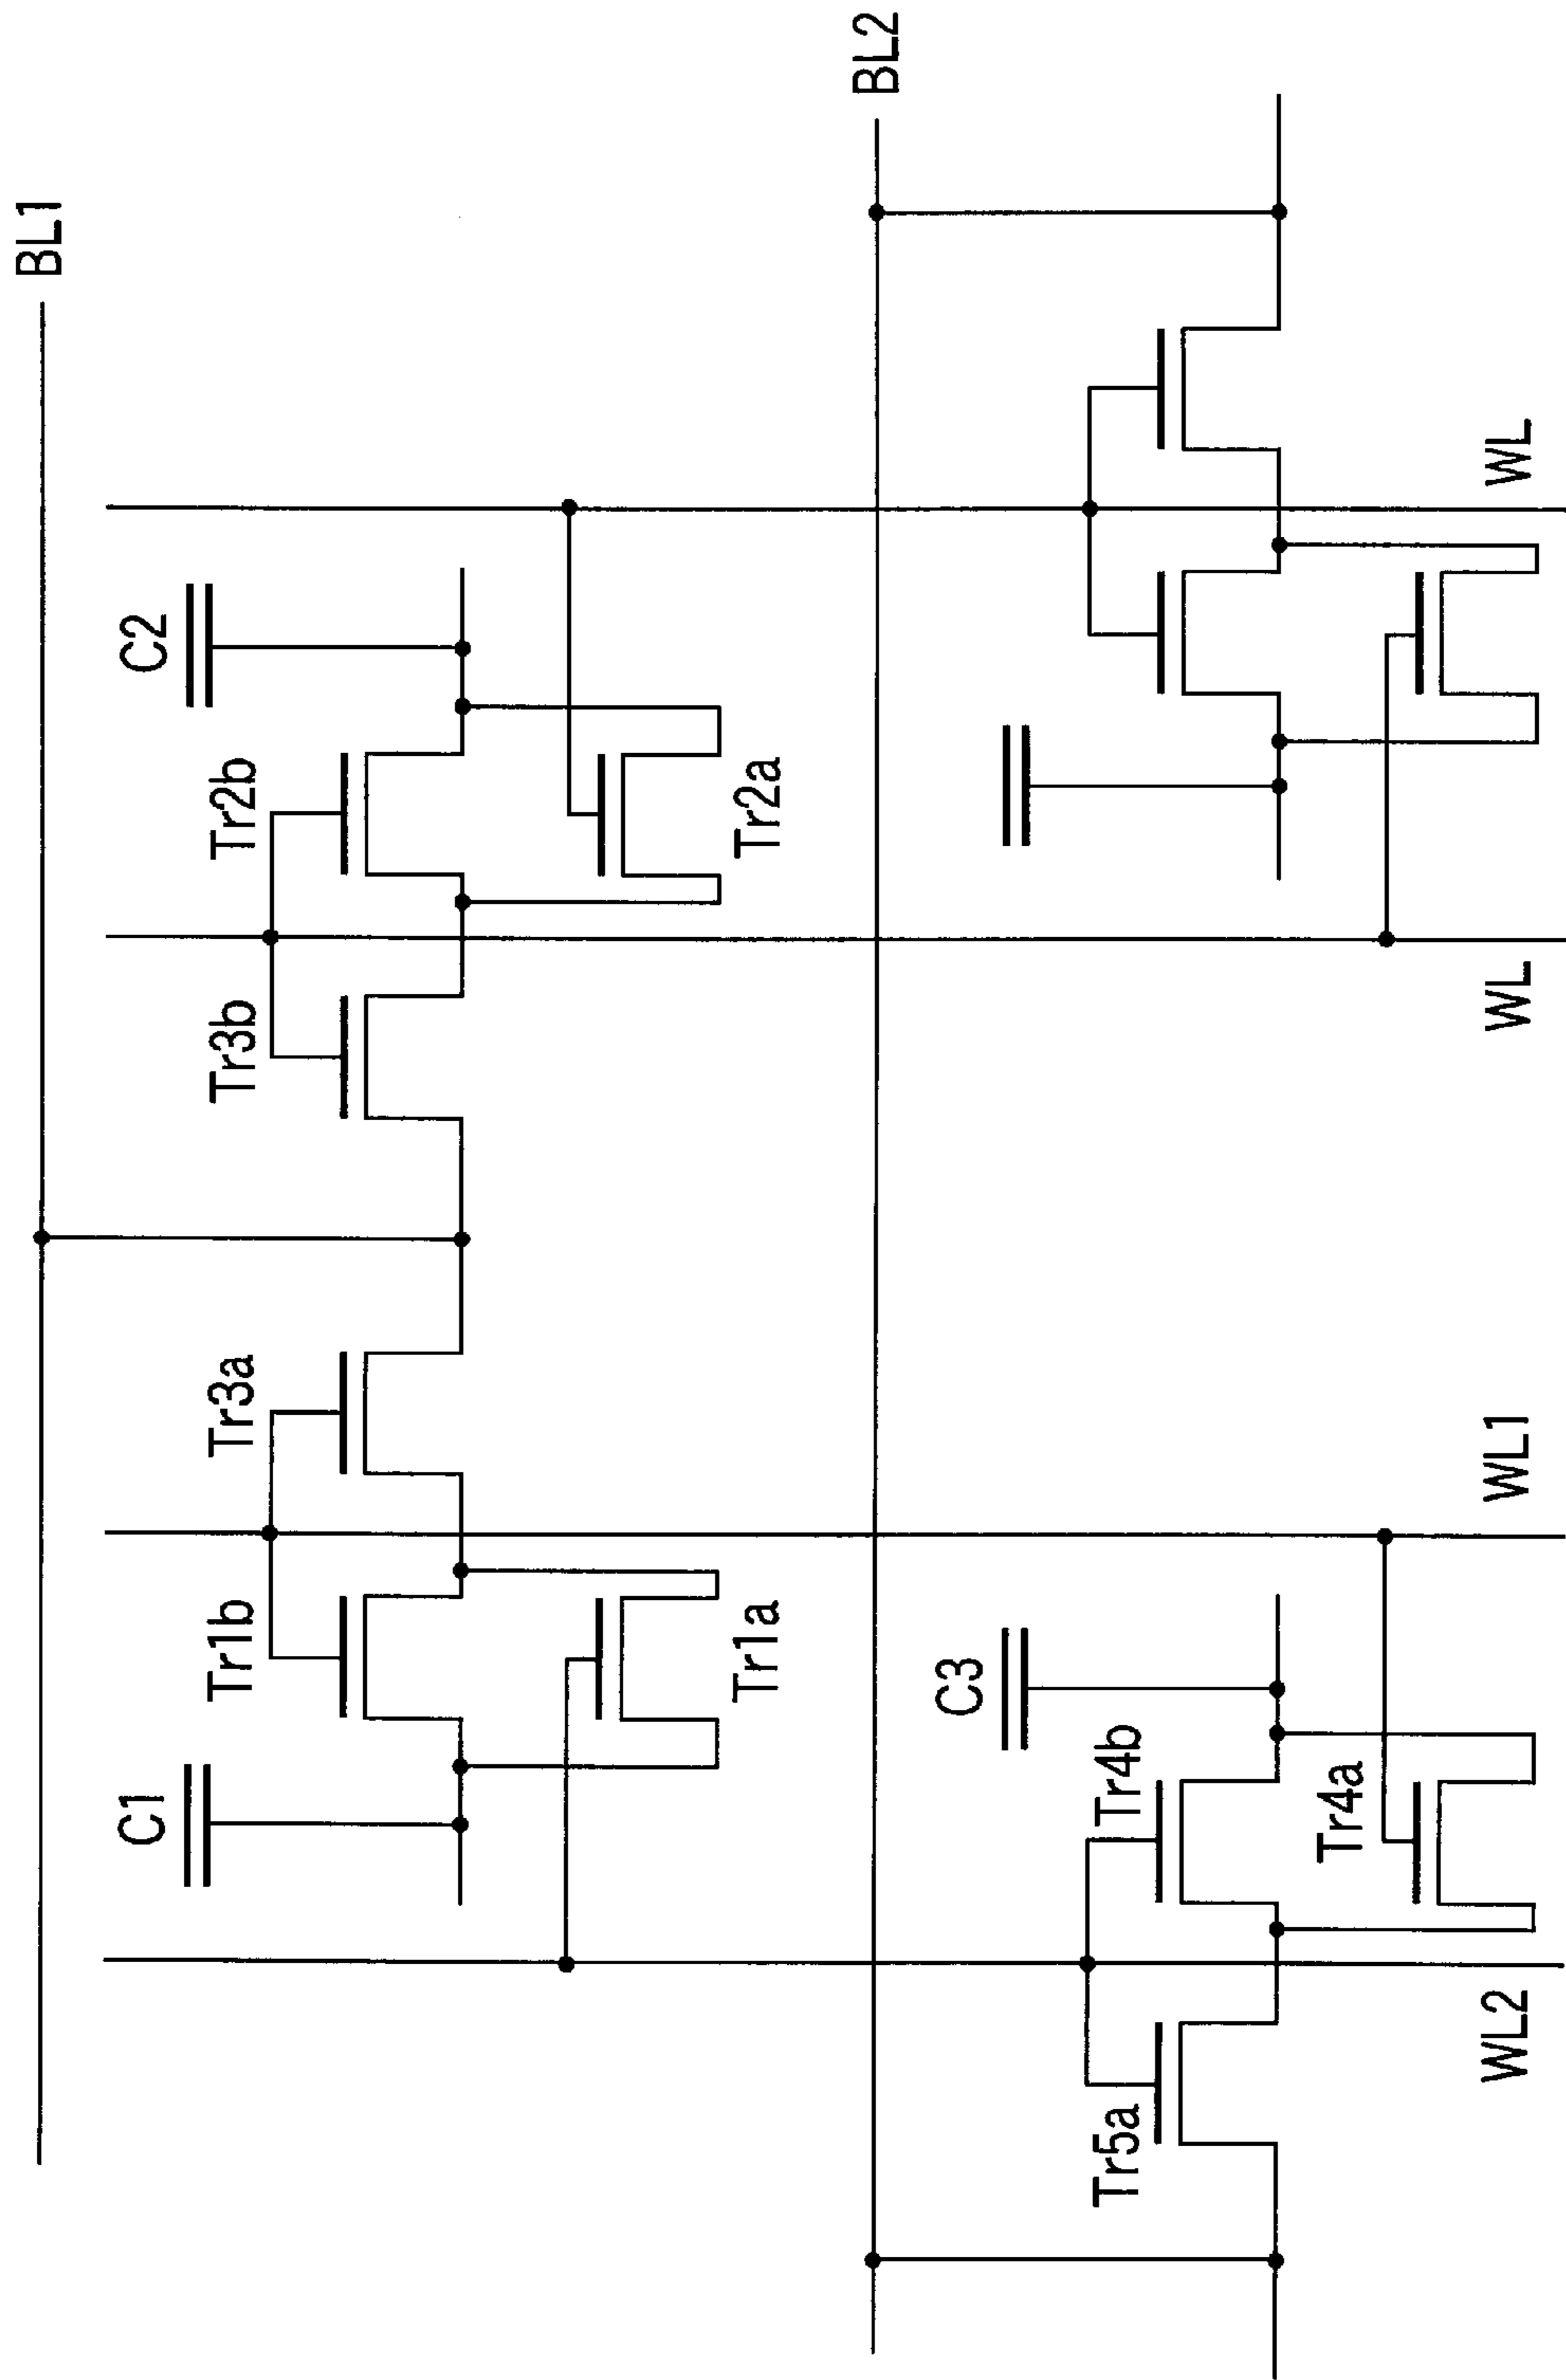 BL1
C1
C2
Tr1b
Tr3a
Tr3b
Tr2b
Tr1a
Tr2a
BL2
C3
Tr5a
Tr4b
Tr4a
WL2
WL1
WL
WL